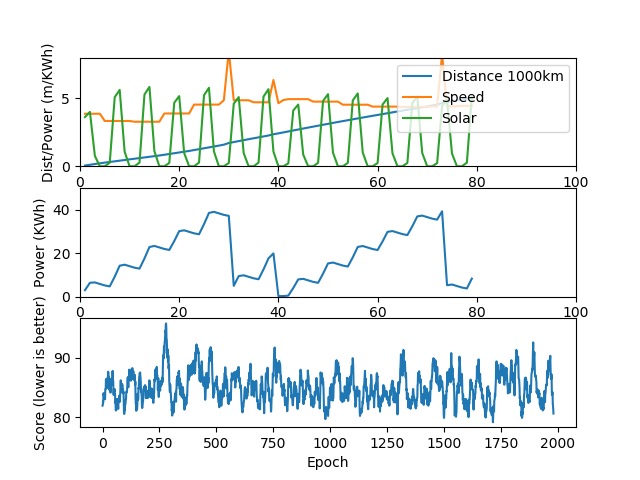 Dist/Power (m/KWh)
5
0
Distance 1000km
Speed
Solar
0 20 40 60 80 100
Power (KWh)
40
20
0
0 20 40 60 80 100
Score (lower is better)
90
80
0 250 500 750 1000 1250 1500 1750 2000
Epoch